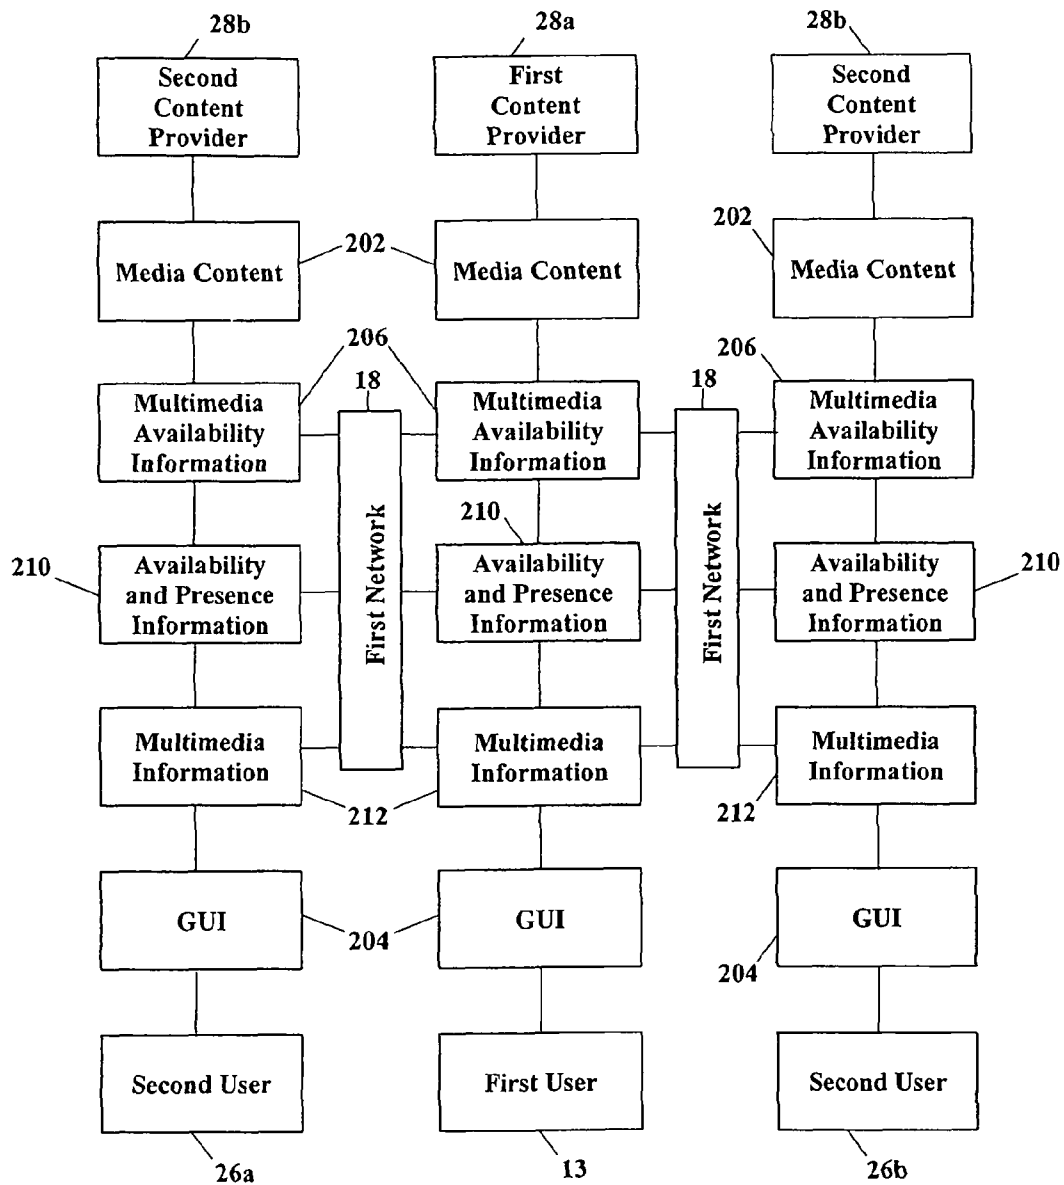 28b
28a
28b
Second
Content
Provider
First
Content
Provider
Second
Content
Provider
202
202
Media Content
Media Content
Media Content
206
18
206
18
Multimedia
Availability
Information
Multimedia
Availability
Information
Multimedia
Availability
Information
First Network
First Network
210
210
210
Availability
and Presence
Information
Availability
and Presence
Information
Availability
and Presence
Information
Multimedia
Information
Multimedia
Information
Multimedia
Information
212
212
GUI
GUI
GUI
204
204
Second User
First User
Second User
26a
13
26b